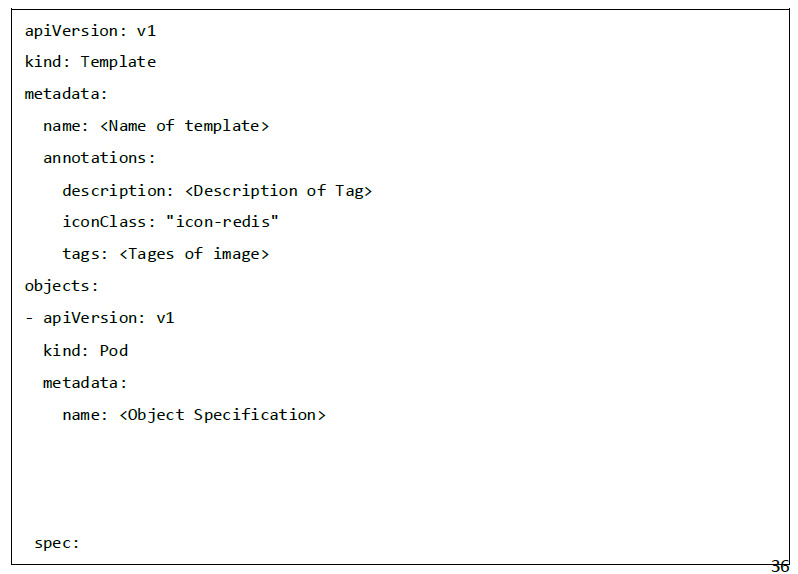 apiVersion: v1
kind: Template
metadata:
  name: <Name of template>
  annotations:
    description: <Description of Tag>
    iconClass: "icon-redis"
    tags: <Tages of image>
objects:
- apiVersion: v1
  kind: Pod
  metadata:
    name: <Object Specification>
 spec:
36